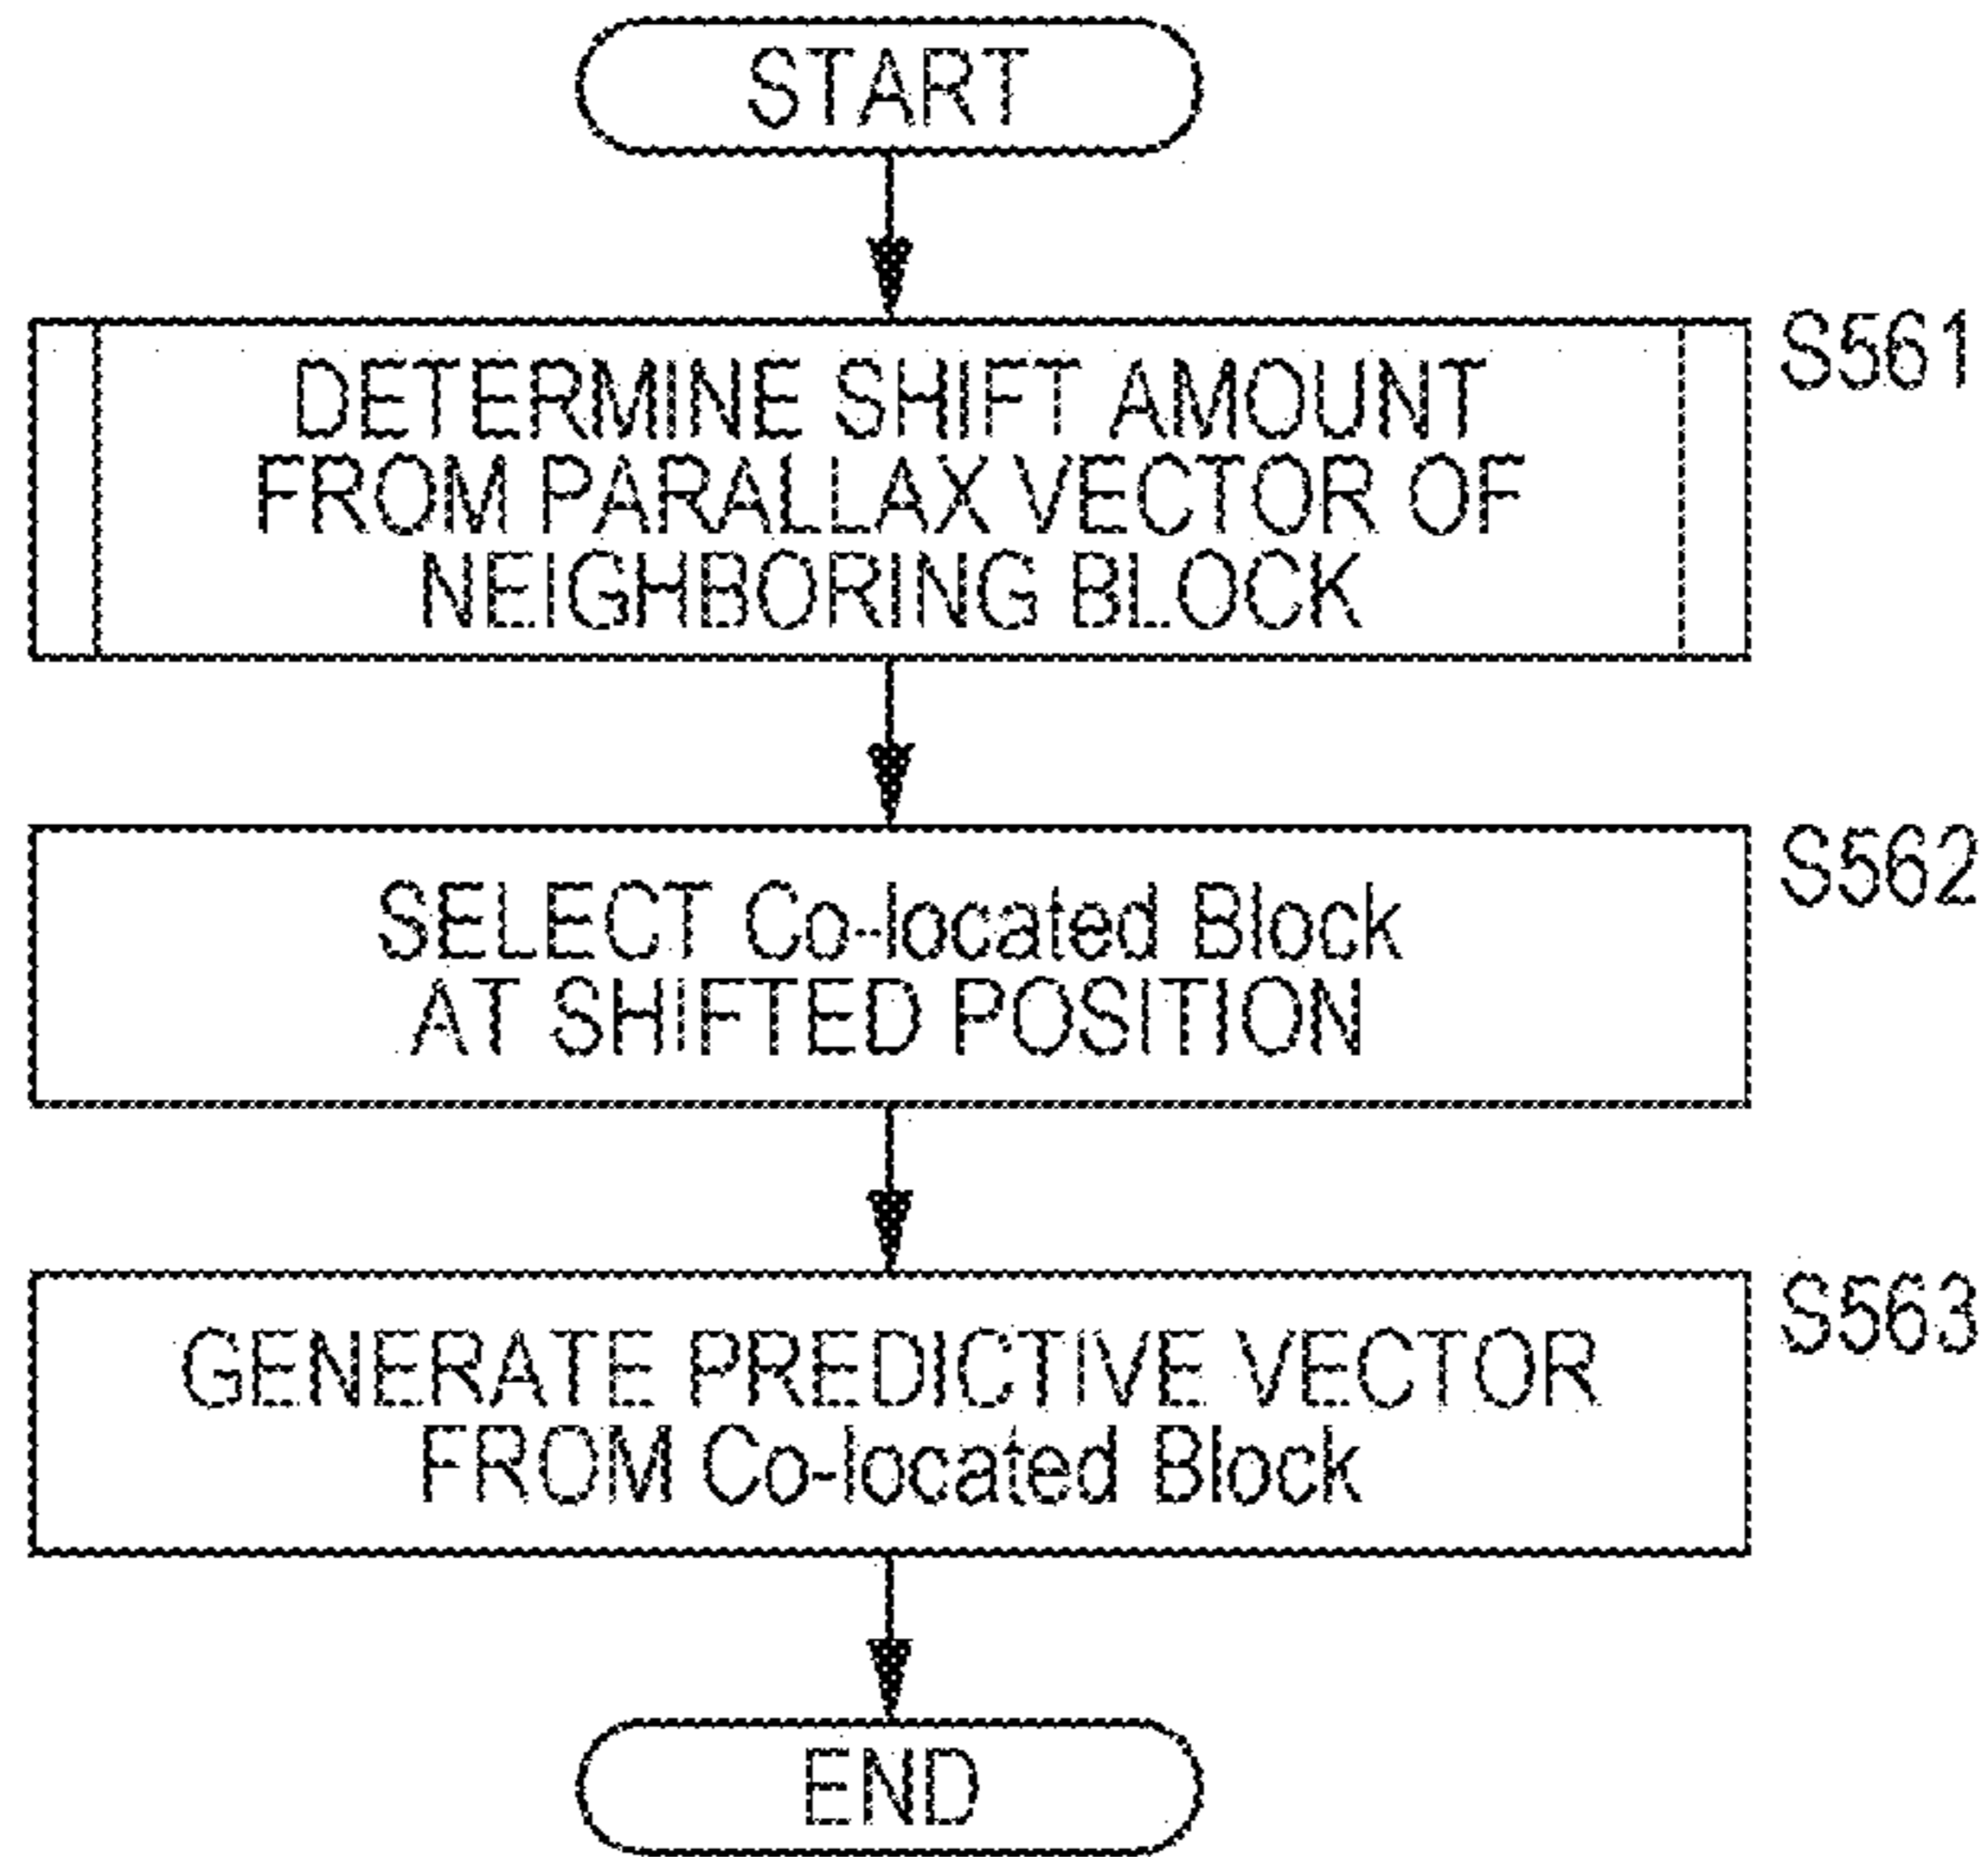 START
S561
DETERMINE SHIFT AMOUNT
FROM PARALLAX VECTOR OF
NEIGHBORING BLOCK
S562
SELECT Co-located Block
AT SHIFTED POSITION
S563
GENERATE PREDICTIVE VECTOR
FROM Co-located Block
END